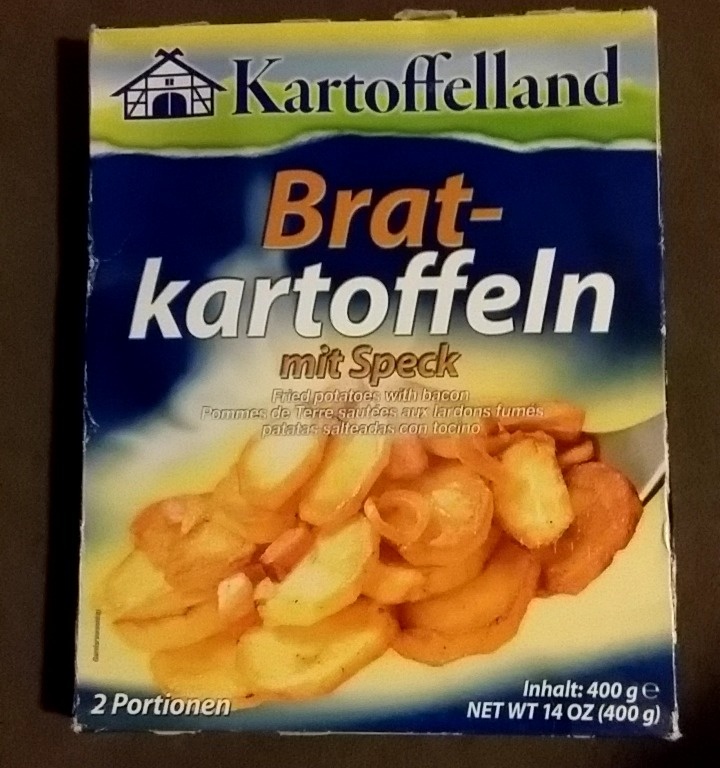 Kartoffelland
Brat-
kartoffeln
mit Speck
Fried potatoes with bacon
Pommes de Terre sautées aux lardons fumés
patatas salteadas con tocino
2 Portionen
Inhalt: 400 g ℮
NET WT 14 OZ (400 g)